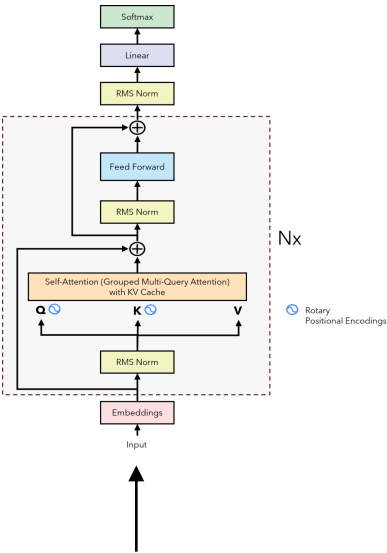 Softmax
Linear
RMS Norm
Feed Forward
RMS Norm
Nx
Self-Attention (Grouped Multi-Query Attention)
with KV Cache
Q K V
Rotary
Positional Encodings
RMS Norm
Embeddings
Input